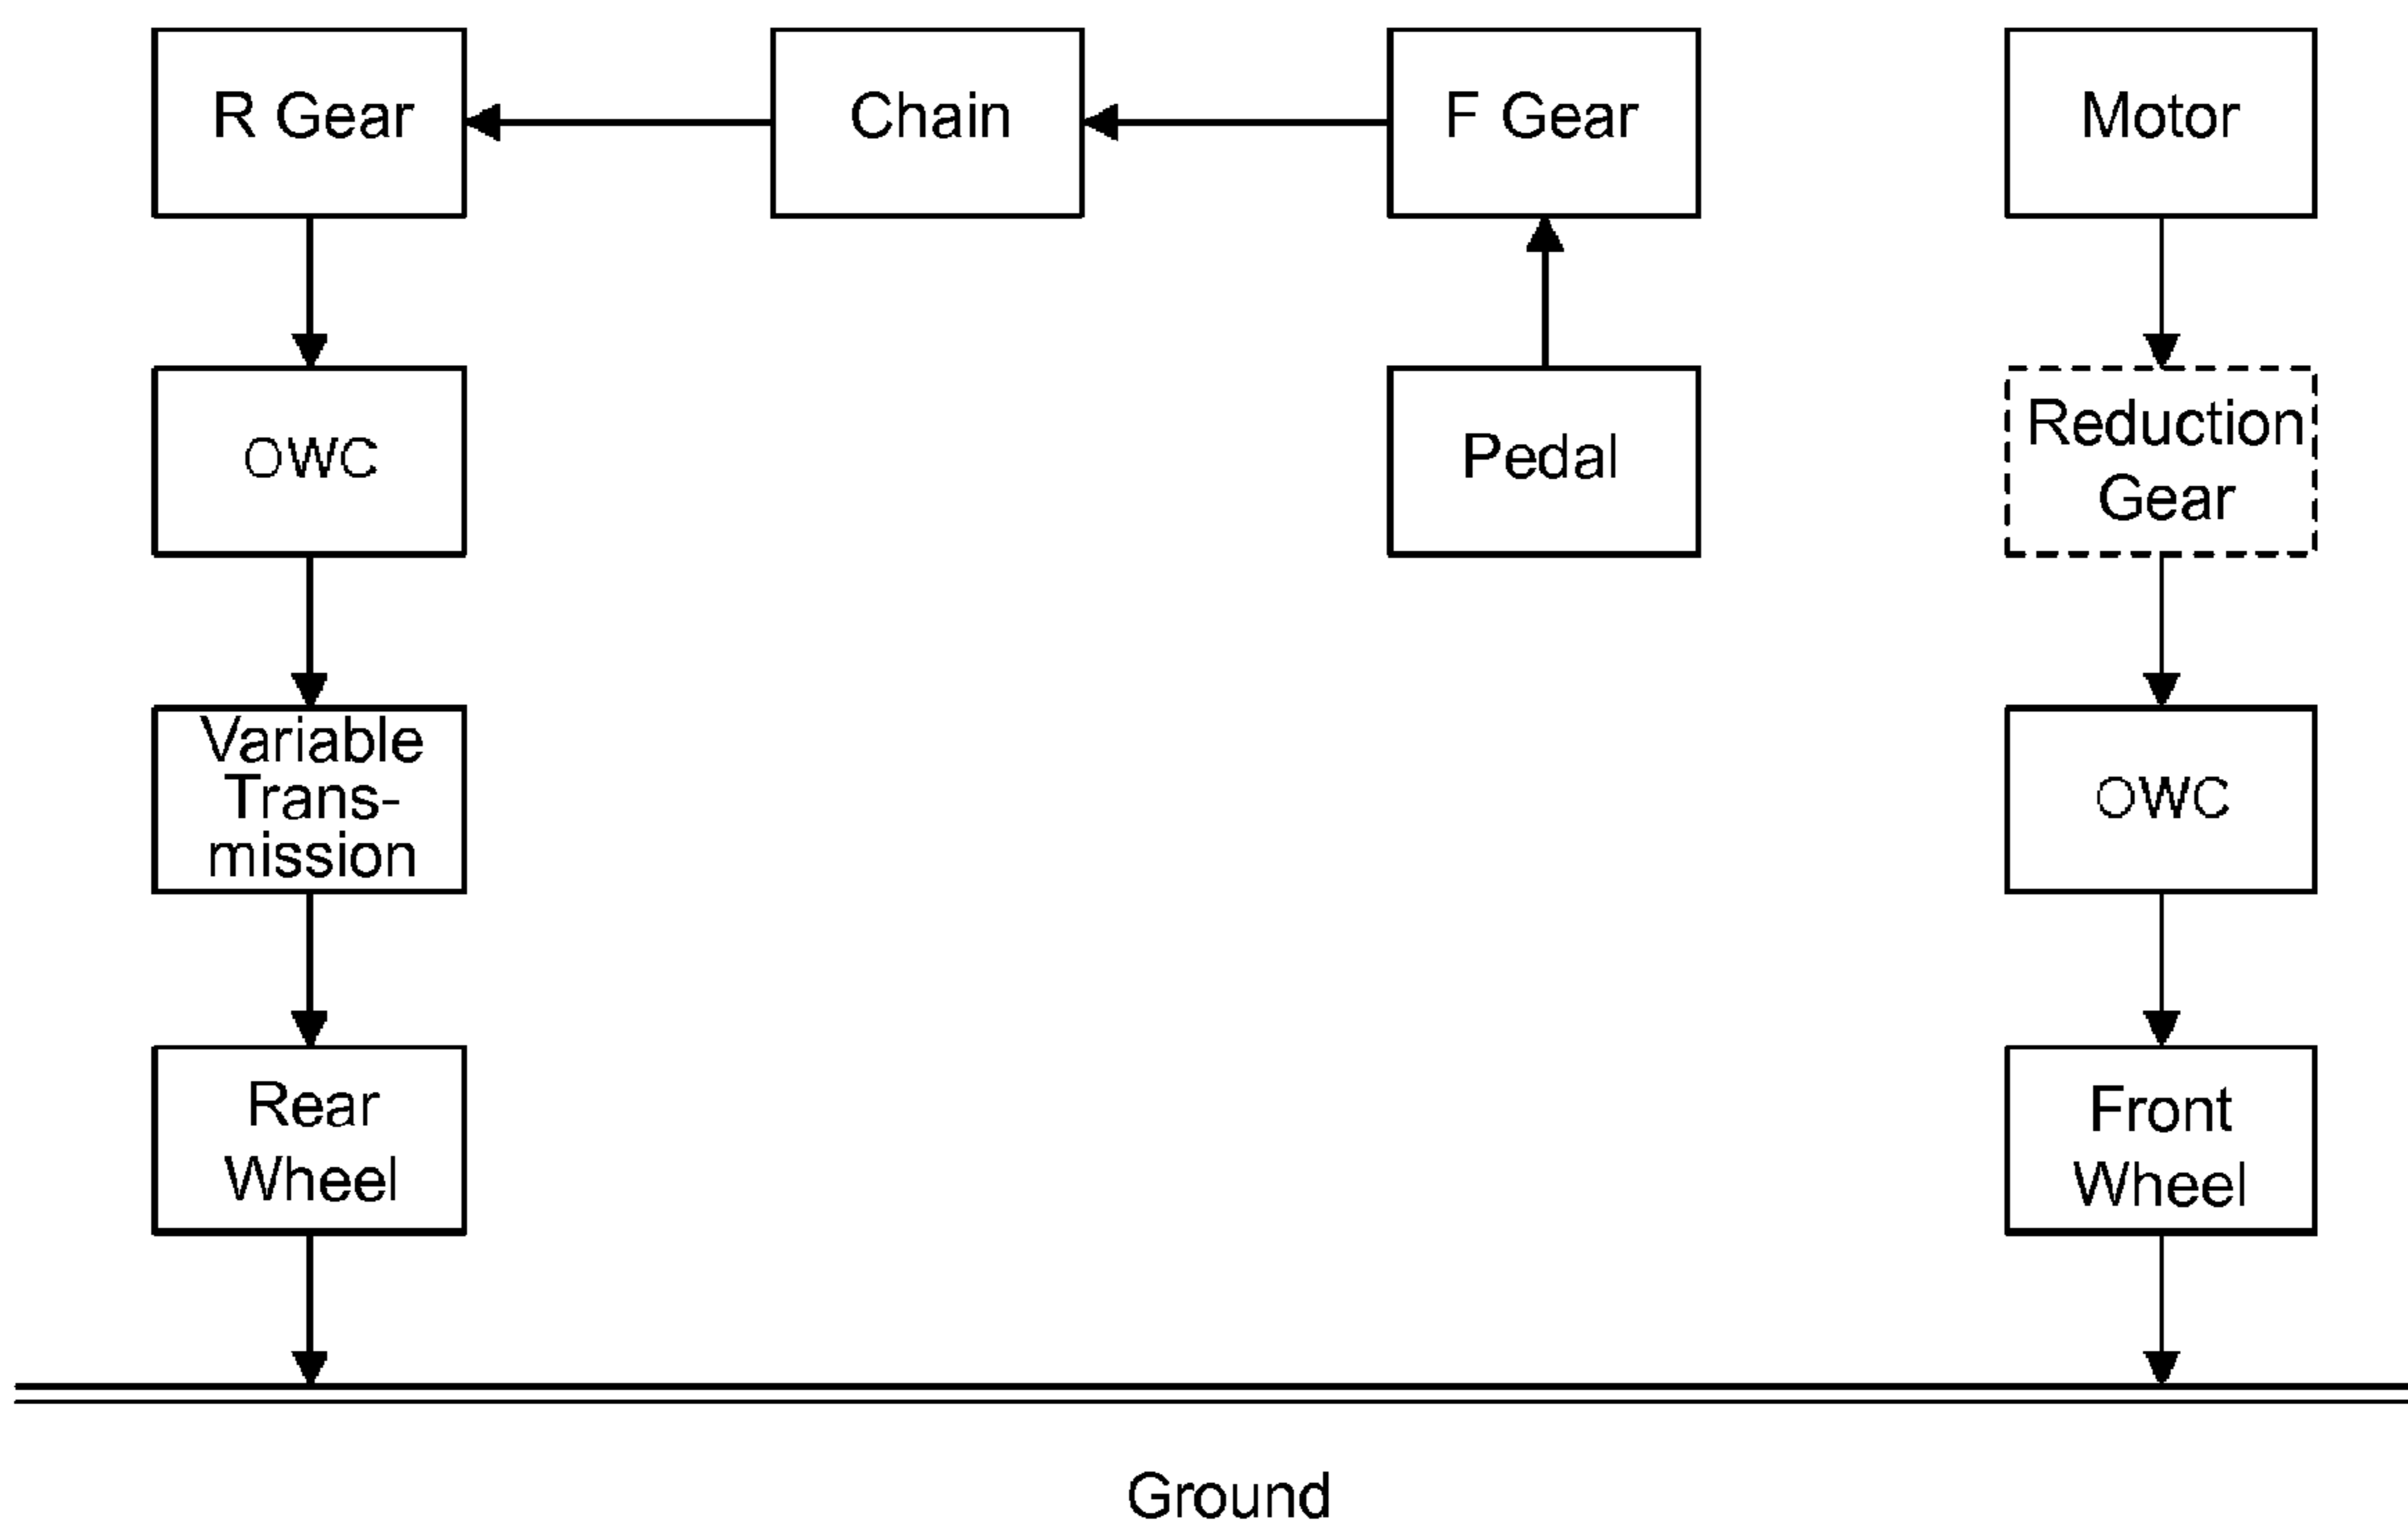 R Gear
Chain
F Gear
Motor
OWC
Pedal
Reduction
Gear
Variable
Trans-
mission
OWC
Rear
Wheel
Front
Wheel
Ground